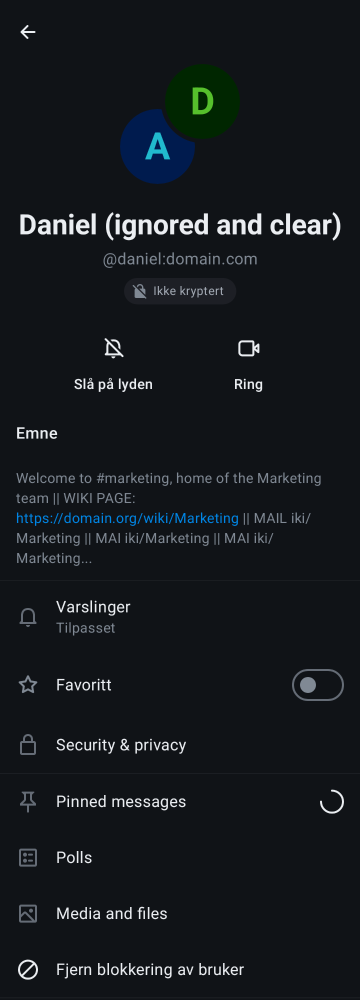 D
A
Daniel (ignored and clear)
@daniel:domain.com
Ikke kryptert
Slå på lyden
Ring
Emne
Welcome to #marketing, home of the Marketing
team || WIKI PAGE:
https://domain.org/wiki/Marketing || MAIL iki/
Marketing || MAI iki/Marketing || MAI iki/
Marketing...
Varslinger
Tilpasset
Favoritt
Security & privacy
Pinned messages
Polls
Media and files
Fjern blokkering av bruker